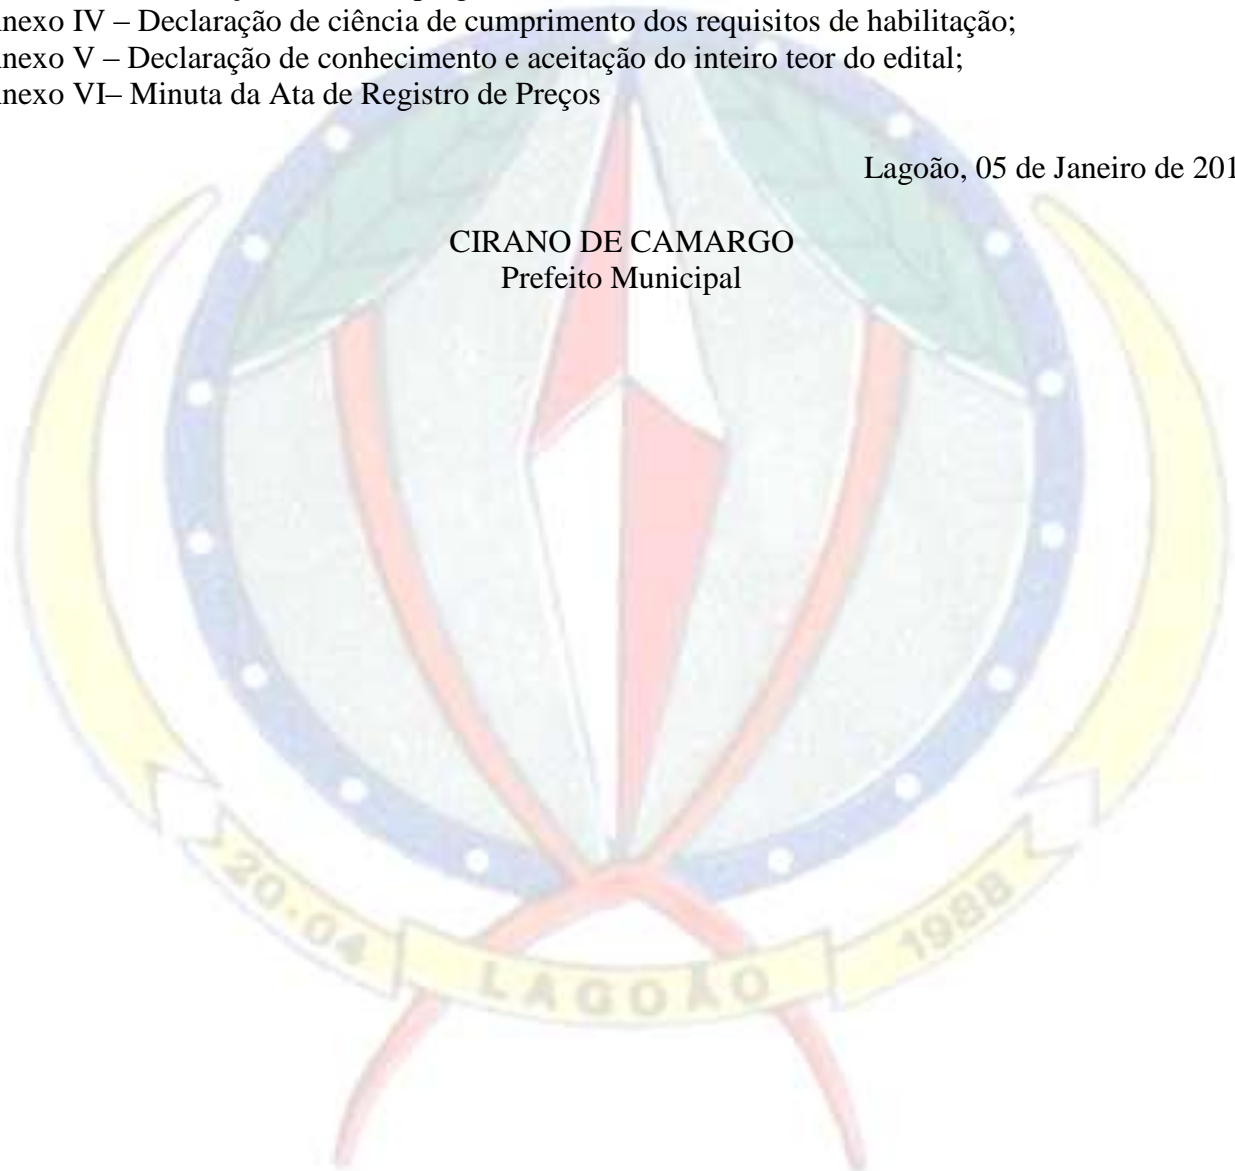 nexo IV – Declaração de ciência de cumprimento dos requisitos de habilitação;
nexo V – Declaração de conhecimento e aceitação do inteiro teor do edital;
nexo VI– Minuta da Ata de Registro de Preços
Lagoão, 05 de Janeiro de 201
CIRANO DE CAMARGO
Prefeito Municipal
20.04 LAGOÃO 1988